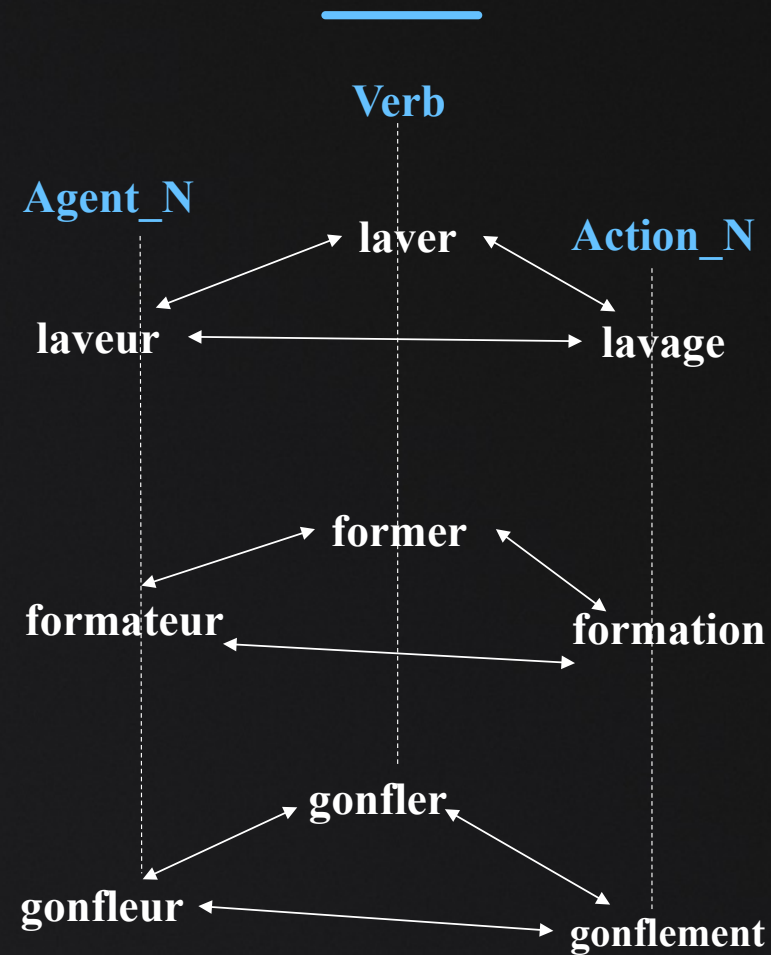 Verb
Agent_N
Action_N
laver
laveur
lavage
former
formateur
formation
gonfler
gonfleur
gonflement